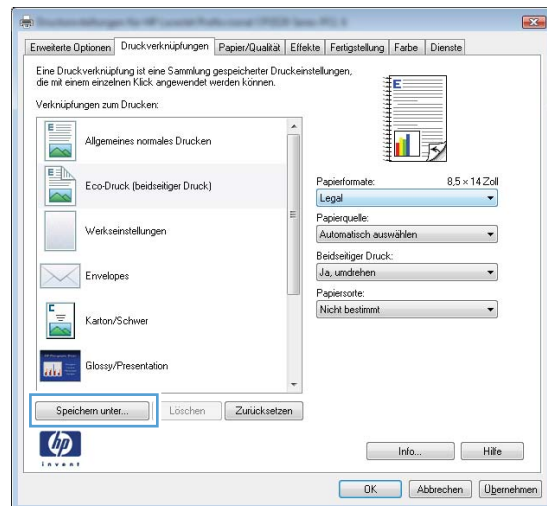 Erweiterte Optionen Druckverknüpfungen Papier/Qualität Effekte Fertigstellung Farbe Dienste
Eine Druckverknüpfung ist eine Sammlung gespeicherter Druckeinstellungen,
die mit einem einzelnen Klick angewendet werden können.
Verknüpfungen zum Drucken:
Allgemeines normales Drucken
Eco-Druck (beidseitiger Druck)
Werkseinstellungen
Envelopes
Karton/Schwer
Glossy/Presentation
E
Papierformate: 8,5 × 14 Zoll
Legal
Papierquelle:
Automatisch auswählen
Beidseitiger Druck:
Ja, umdrehen
Papiersorte:
Nicht bestimmt
Speichern unter... Löschen Zurücksetzen
hp
invent
Info... Hilfe
OK Abbrechen Übernehmen